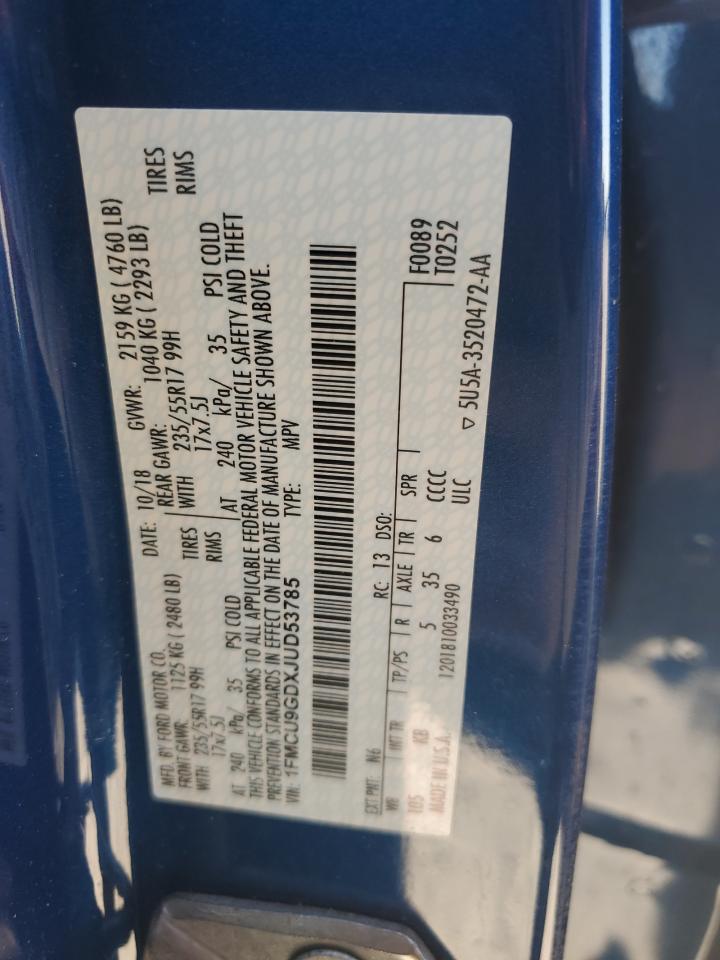 MFD. BY FORD MOTOR CO. DATE: 10/18 GVWR: 2159 KG ( 4760 LB)
FRONT GAWR: 1125 KG ( 2480 LB) REAR GAWR: 1040 KG ( 2293 LB)
WITH 235/55R17 99H TIRES WITH 235/55R17 99H TIRES
17x7.5J RIMS 17x7.5J RIMS
AT 240 kPa/ 35 PSI COLD AT 240 kPa/ 35 PSI COLD
THIS VEHICLE CONFORMS TO ALL APPLICABLE FEDERAL MOTOR VEHICLE SAFETY AND THEFT
PREVENTION STANDARDS IN EFFECT ON THE DATE OF MANUFACTURE SHOWN ABOVE.
VIN: 1FMCU9GDXJUD53785 TYPE: MPV
EXT PNT: N6 RC: 13 DSO: F0089
WB INT TR TP/PS R AXLE TR SPR T0252
105 KB 5 35 6 CCCC
MADE IN U.S.A. 1201810033490 ULC ▽ 5U5A-3520472-AA